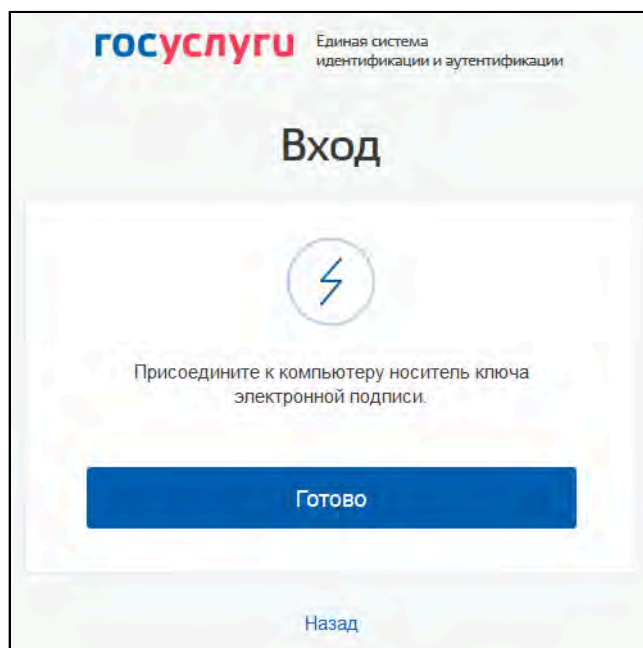 госуслуги
Единая система
идентификации и аутентификации
Вход
Присоедините к компьютеру носитель ключа
электронной подписи.
Готово
Назад